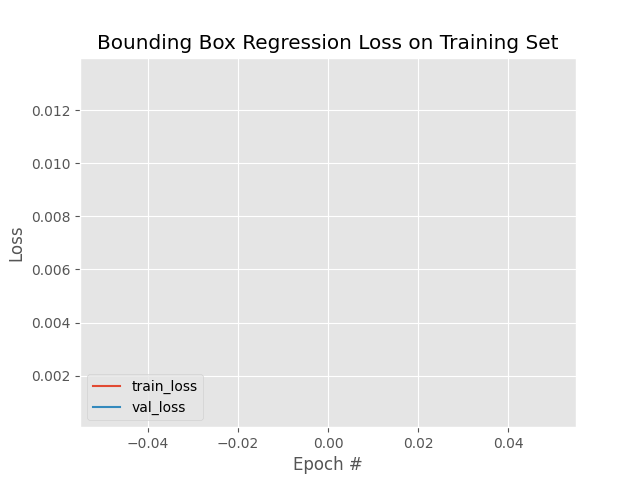 Bounding Box Regression Loss on Training Set
0.012
0.010
0.008
0.006
0.004
0.002
Loss
train_loss
val_loss
−0.04
−0.02
0.00
0.02
0.04
Epoch #